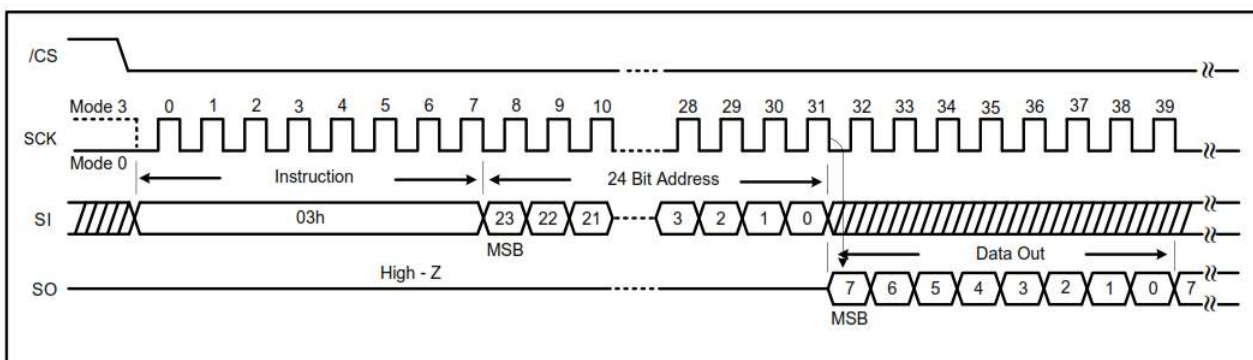 /CS
Mode 3 0 1 2 3 4 5 6 7 8 9 10 28 29 30 31 32 33 34 35 36 37 38 39
SCK
Mode 0
Instruction 24 Bit Address
SI 03h 23 22 21 3 2 1 0
MSB
High - Z Data Out
SO 7 6 5 4 3 2 1 0 7
MSB